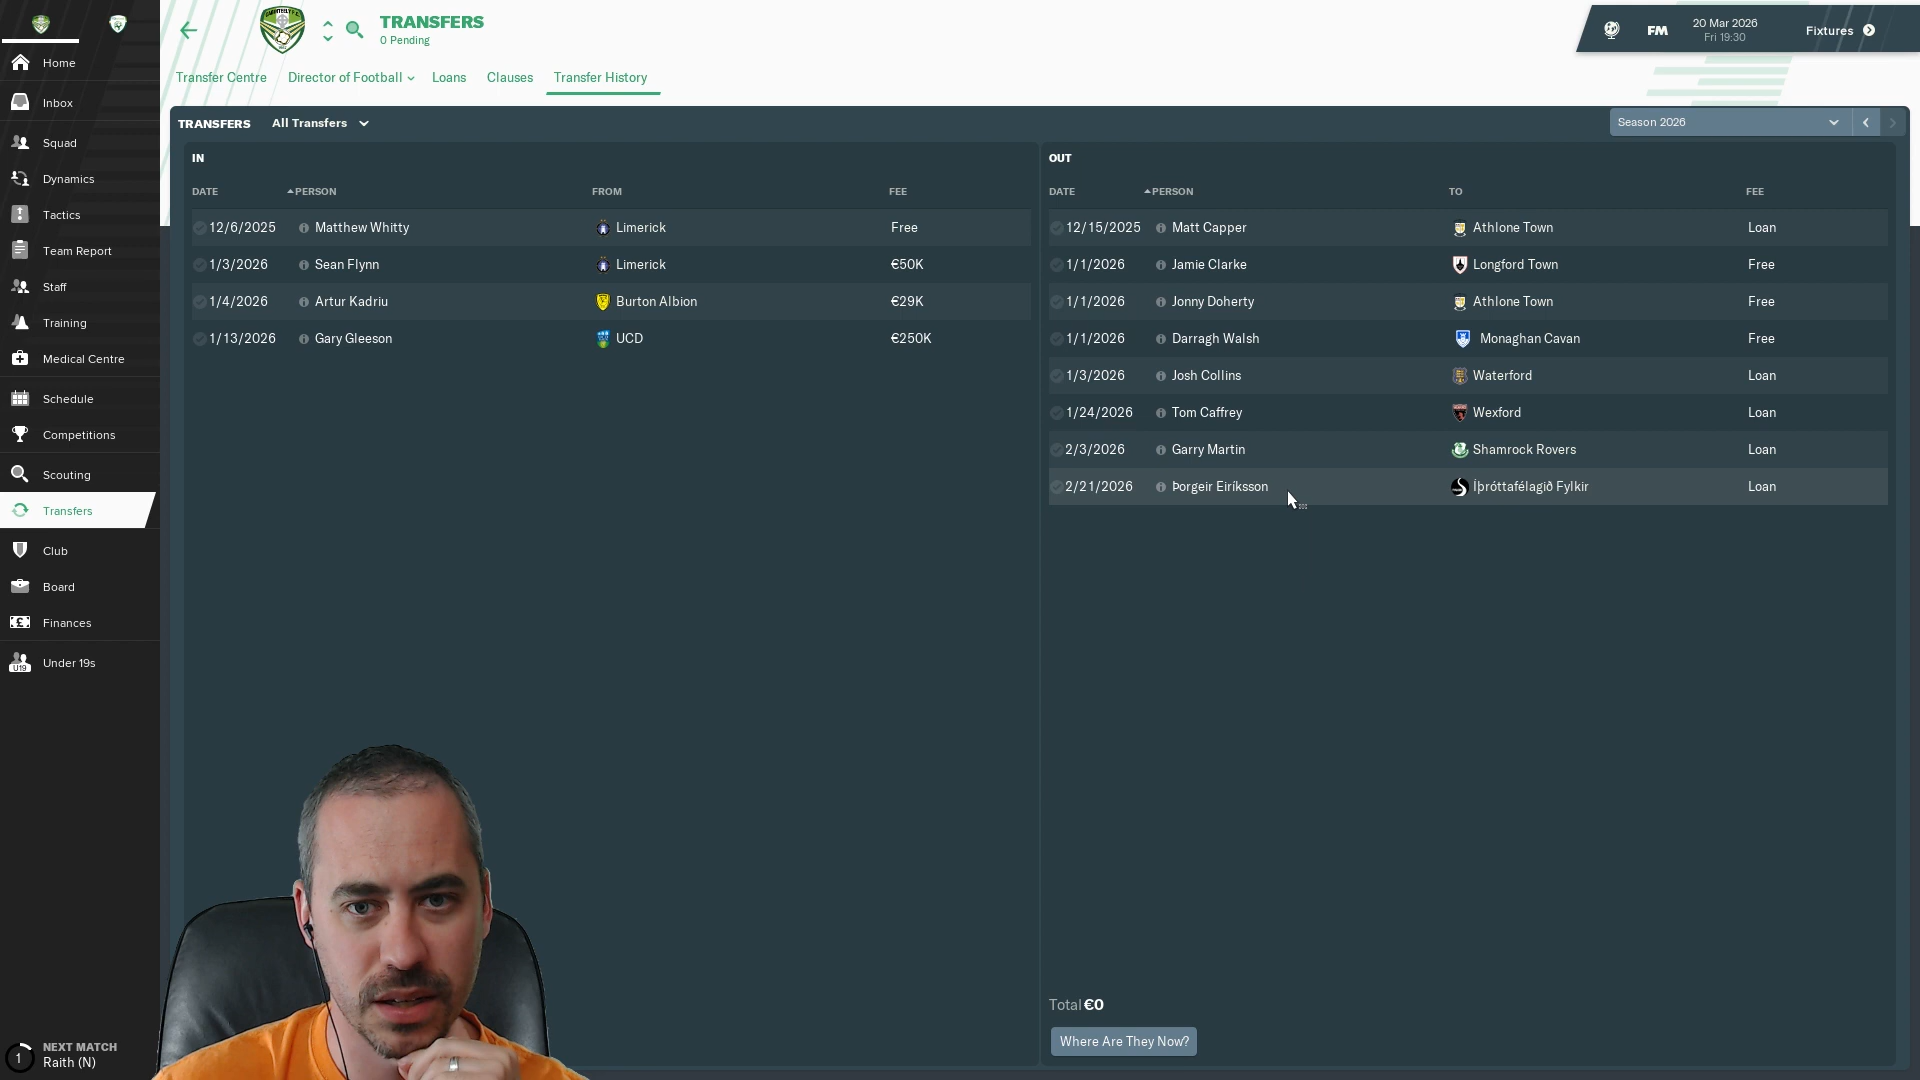 TRANSFERS
0 Pending
FM
20 Mar 2026
Fri 19:30
Fixtures
Home
Inbox
Squad
Dynamics
Tactics
Team Report
Staff
Training
Medical Centre
Schedule
Competitions
Scouting
Transfers
Club
Board
Finances
U19
Under 19s
NEXT MATCH
1
Raith (N)
Transfer Centre Director of Football Loans Clauses Transfer History
TRANSFERS All Transfers
Season 2026
IN
DATE PERSON FROM FEE
12/6/2025 Matthew Whitty Limerick Free
1/3/2026 Sean Flynn Limerick €50K
1/4/2026 Artur Kadriu Burton Albion €29K
1/13/2026 Gary Gleeson UCD €250K
OUT
DATE PERSON TO FEE
12/15/2025 Matt Capper Athlone Town Loan
1/1/2026 Jamie Clarke Longford Town Free
1/1/2026 Jonny Doherty Athlone Town Free
1/1/2026 Darragh Walsh Monaghan Cavan Free
1/3/2026 Josh Collins Waterford Loan
1/24/2026 Tom Caffrey Wexford Loan
2/3/2026 Garry Martin Shamrock Rovers Loan
2/21/2026 Þorgeir Eiríksson Íþróttafélagið Fylkir Loan
Total €0
Where Are They Now?